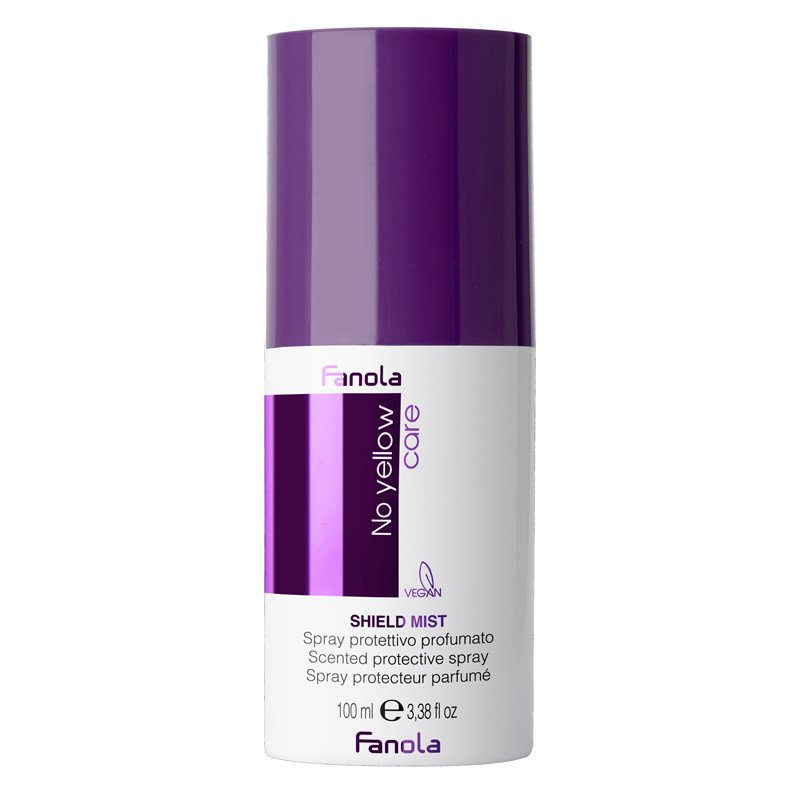 Fanola
No yellow
care
VEGAN
SHIELD MIST
Spray protettivo profumato
Scented protective spray
Spray protecteur parfumé
100 ml ℮ 3,38 fl oz
Fanola